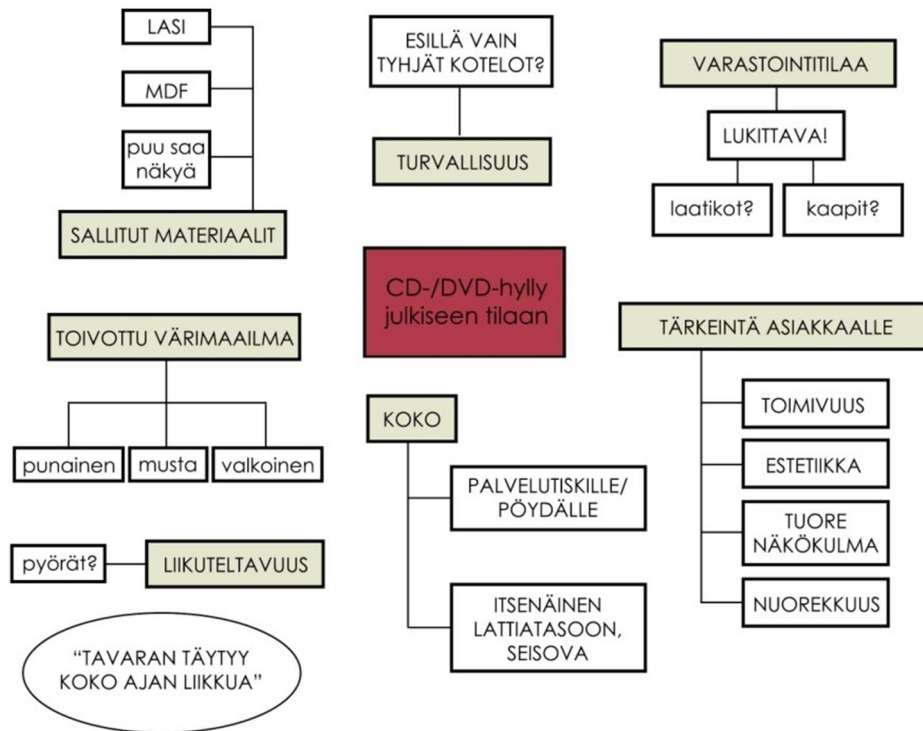 LASI
MDF
puu saa
näkyä
SALLITUT MATERIAALIT
ESILLÄ VAIN
TYHJÄT KOTELOT?
TURVALLISUUS
VARASTOINTITILAA
LUKITTAVA!
laatikot?
kaapit?
CD-/DVD-hylly
julkiseen tilaan
TOIVOTTU VÄRIMAAILMA
punainen
musta
valkoinen
TÄRKEINTÄ ASIAKKAALLE
TOIMIVUUS
ESTETIIKKA
TUORE
NÄKÖKULMA
NUOREKKUUS
KOKO
PALVELUTISKILLE/
PÖYDÄLLE
ITSENÄINEN
LATTIATASOON,
SEISOVA
pyörät?
LIIKUTELTAVUUS
“TAVARAN TÄYTYY
KOKO AJAN LIIKKUA”